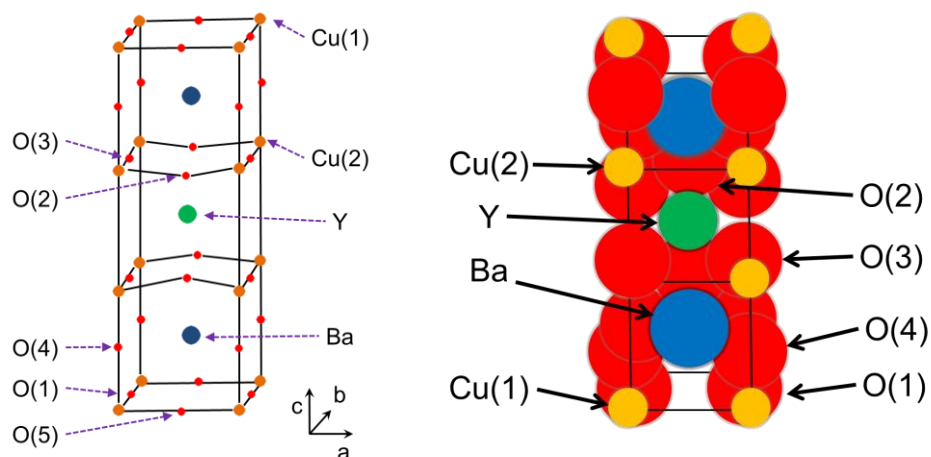 Cu(1)
O(3)
Cu(2)
O(2)
Y
O(4)
Ba
O(1)
O(5)
c
b
a
Cu(2)
O(2)
Y
O(3)
Ba
O(4)
Cu(1)
O(1)